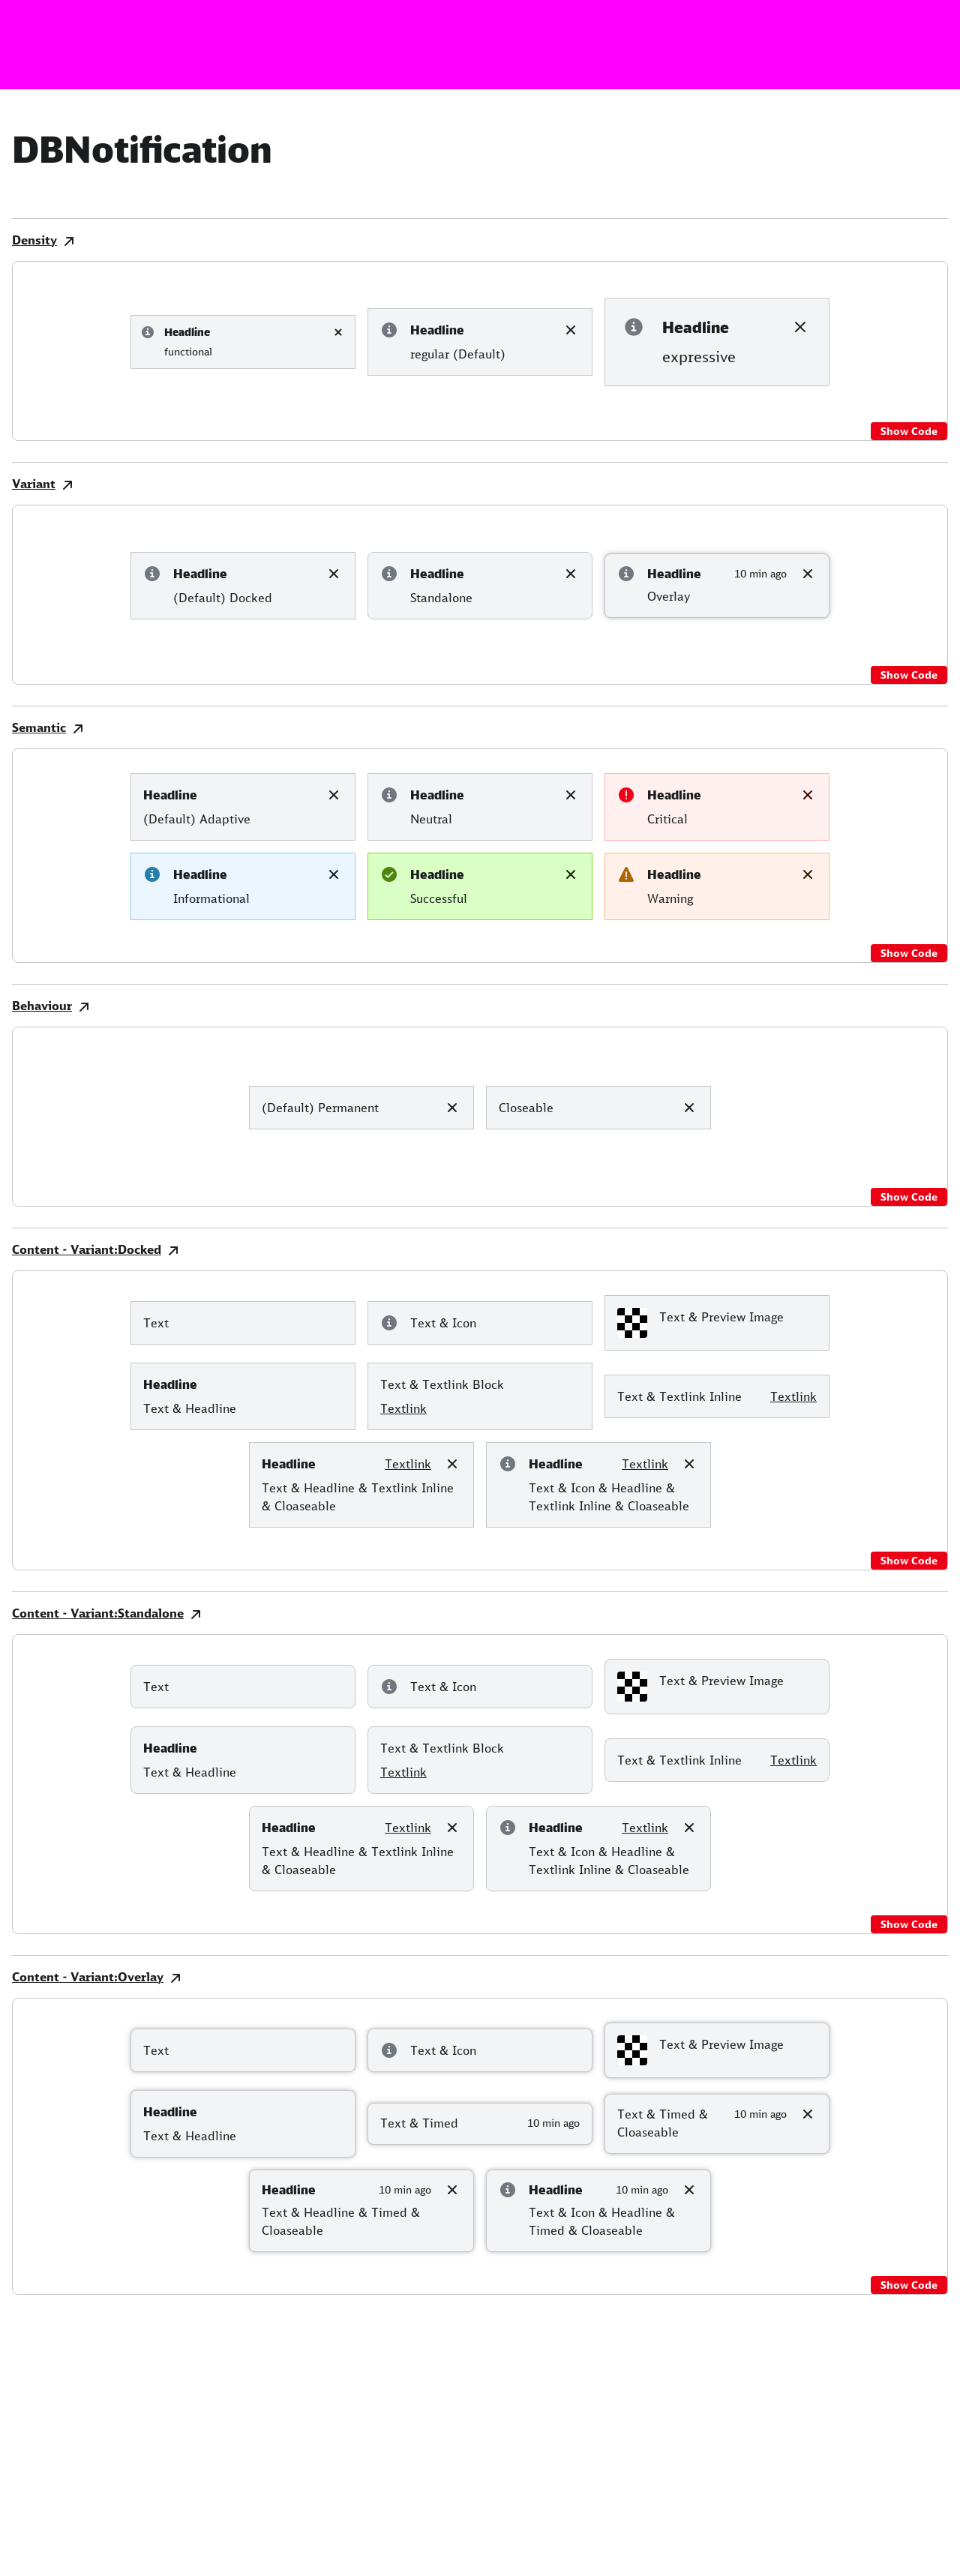 DBNotification
Density
Headline
functional
Headline
regular (Default)
Headline
expressive
Show Code
Variant
Headline
(Default) Docked
Headline
Standalone
Headline 10 min ago
Overlay
Show Code
Semantic
Headline
(Default) Adaptive
Headline
Neutral
Headline
Critical
Headline
Informational
Headline
Successful
Headline
Warning
Show Code
Behaviour
(Default) Permanent
Closeable
Show Code
Content - Variant:Docked
Text
Text & Icon
Text & Preview Image
Headline
Text & Headline
Text & Textlink Block
Textlink
Text & Textlink Inline Textlink
Headline Textlink
Text & Headline & Textlink Inline
& Cloaseable
Headline Textlink
Text & Icon & Headline &
Textlink Inline & Cloaseable
Show Code
Content - Variant:Standalone
Text
Text & Icon
Text & Preview Image
Headline
Text & Headline
Text & Textlink Block
Textlink
Text & Textlink Inline Textlink
Headline Textlink
Text & Headline & Textlink Inline
& Cloaseable
Headline Textlink
Text & Icon & Headline &
Textlink Inline & Cloaseable
Show Code
Content - Variant:Overlay
Text
Text & Icon
Text & Preview Image
Headline
Text & Headline
Text & Timed 10 min ago
Text & Timed & 10 min ago
Cloaseable
Headline 10 min ago
Text & Headline & Timed &
Cloaseable
Headline 10 min ago
Text & Icon & Headline &
Timed & Cloaseable
Show Code